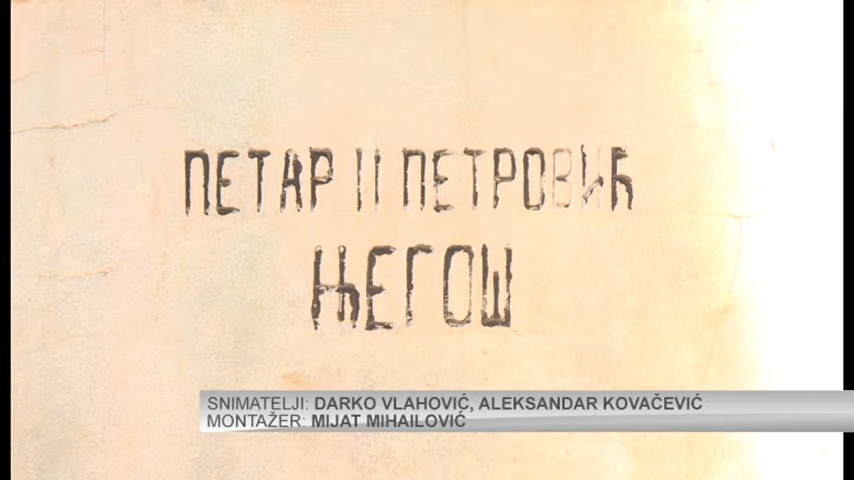 ПЕТАР II ПЕТРОВИЋ
ЊЕГОШ
SNIMATELJI: DARKO VLAHOVIĆ, ALEKSANDAR KOVAČEVIĆ
MONTAŽER: MIJAT MIHAILOVIĆ